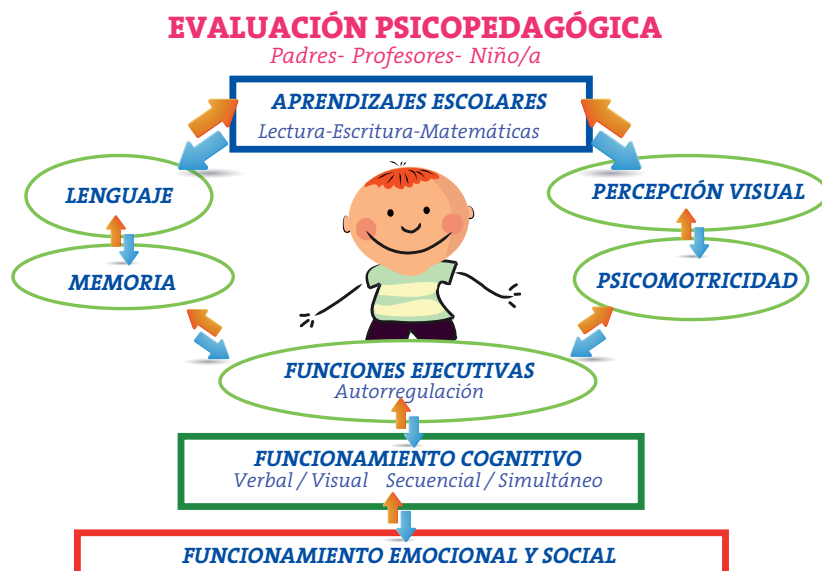 EVALUACIÓN PSICOPEDAGÓGICA
Padres- Profesores- Niño/a
APRENDIZAJES ESCOLARES
Lectura-Escritura-Matemáticas
LENGUAJE
PERCEPCIÓN VISUAL
MEMORIA
PSICOMOTRICIDAD
FUNCIONES EJECUTIVAS
Autorregulación
FUNCIONAMIENTO COGNITIVO
Verbal / Visual Secuencial / Simultáneo
FUNCIONAMIENTO EMOCIONAL Y SOCIAL